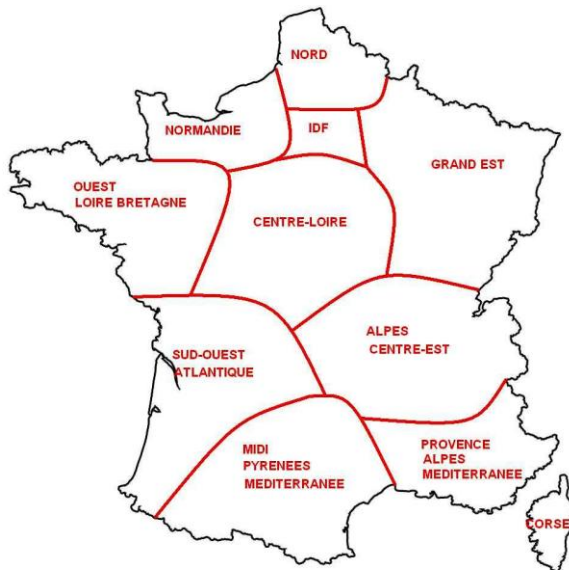 NORD
NORMANDIE
IDF
GRAND EST
OUEST
LOIRE BRETAGNE
CENTRE-LOIRE
ALPES
CENTRE-EST
SUD-OUEST
ATLANTIQUE
MIDI
PYRENEES
MEDITERRANEE
PROVENCE
ALPES
MEDITERRANEE
CORSE